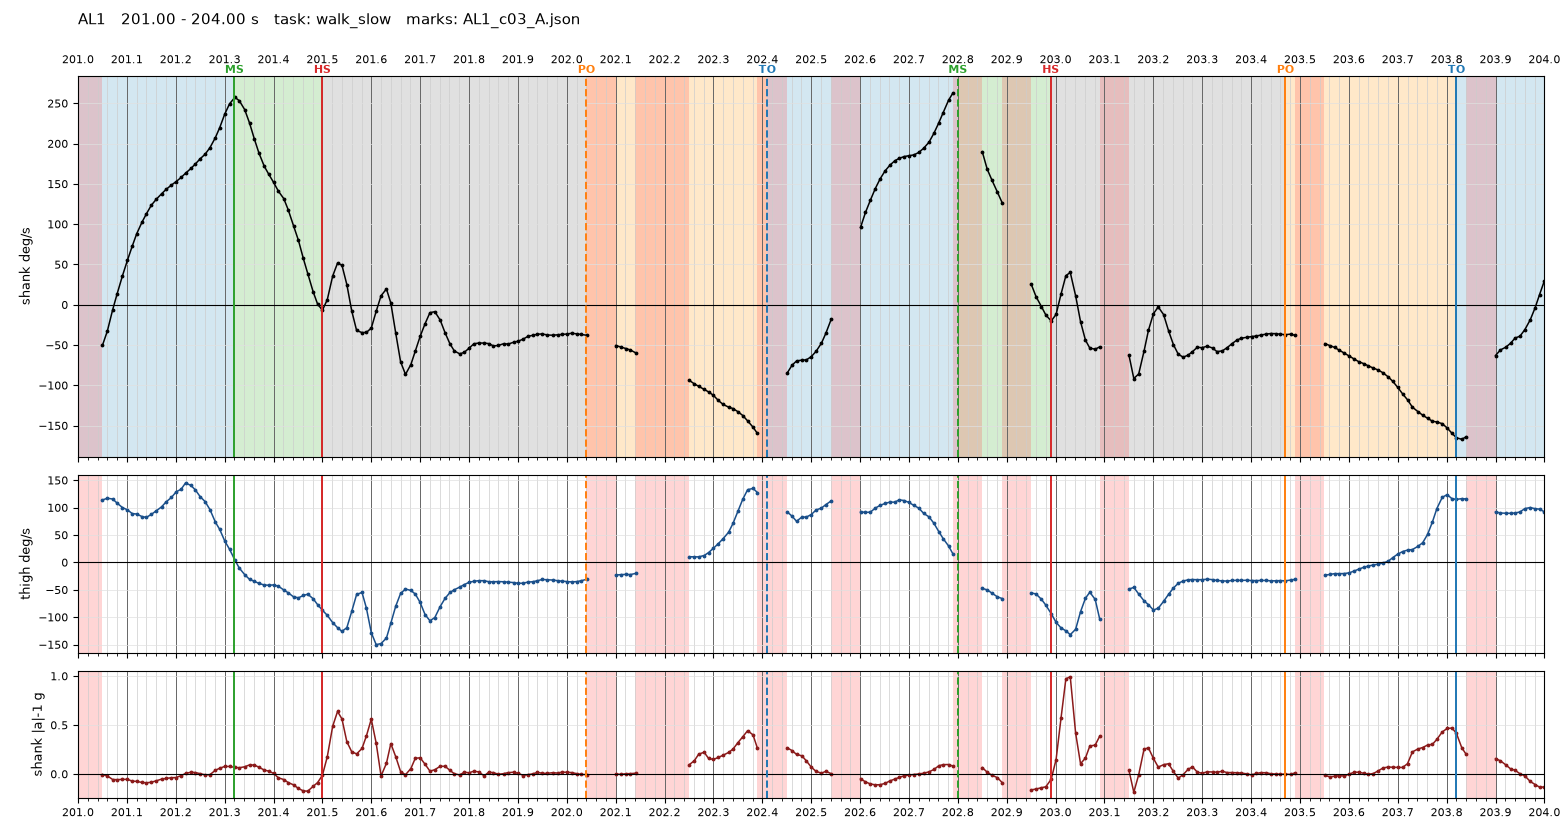 AL1 201.00 - 204.00 s task: walk_slow marks: AL1_c03_A.json
201.0 201.1 201.2 201.3 201.4 201.5 201.6 201.7 201.8 201.9 202.0 202.1 202.2 202.3 202.4 202.5 202.6 202.7 202.8 202.9 203.0 203.1 203.2 203.3 203.4 203.5 203.6 203.7 203.8 203.9 204.0
MS HS PO TO MS HS PO TO
shank deg/s
250
200
150
100
50
0
−50
−100
−150
thigh deg/s
150
100
50
0
−50
−100
−150
shank |a|-1 g
1.0
0.5
0.0
201.0 201.1 201.2 201.3 201.4 201.5 201.6 201.7 201.8 201.9 202.0 202.1 202.2 202.3 202.4 202.5 202.6 202.7 202.8 202.9 203.0 203.1 203.2 203.3 203.4 203.5 203.6 203.7 203.8 203.9 204.0